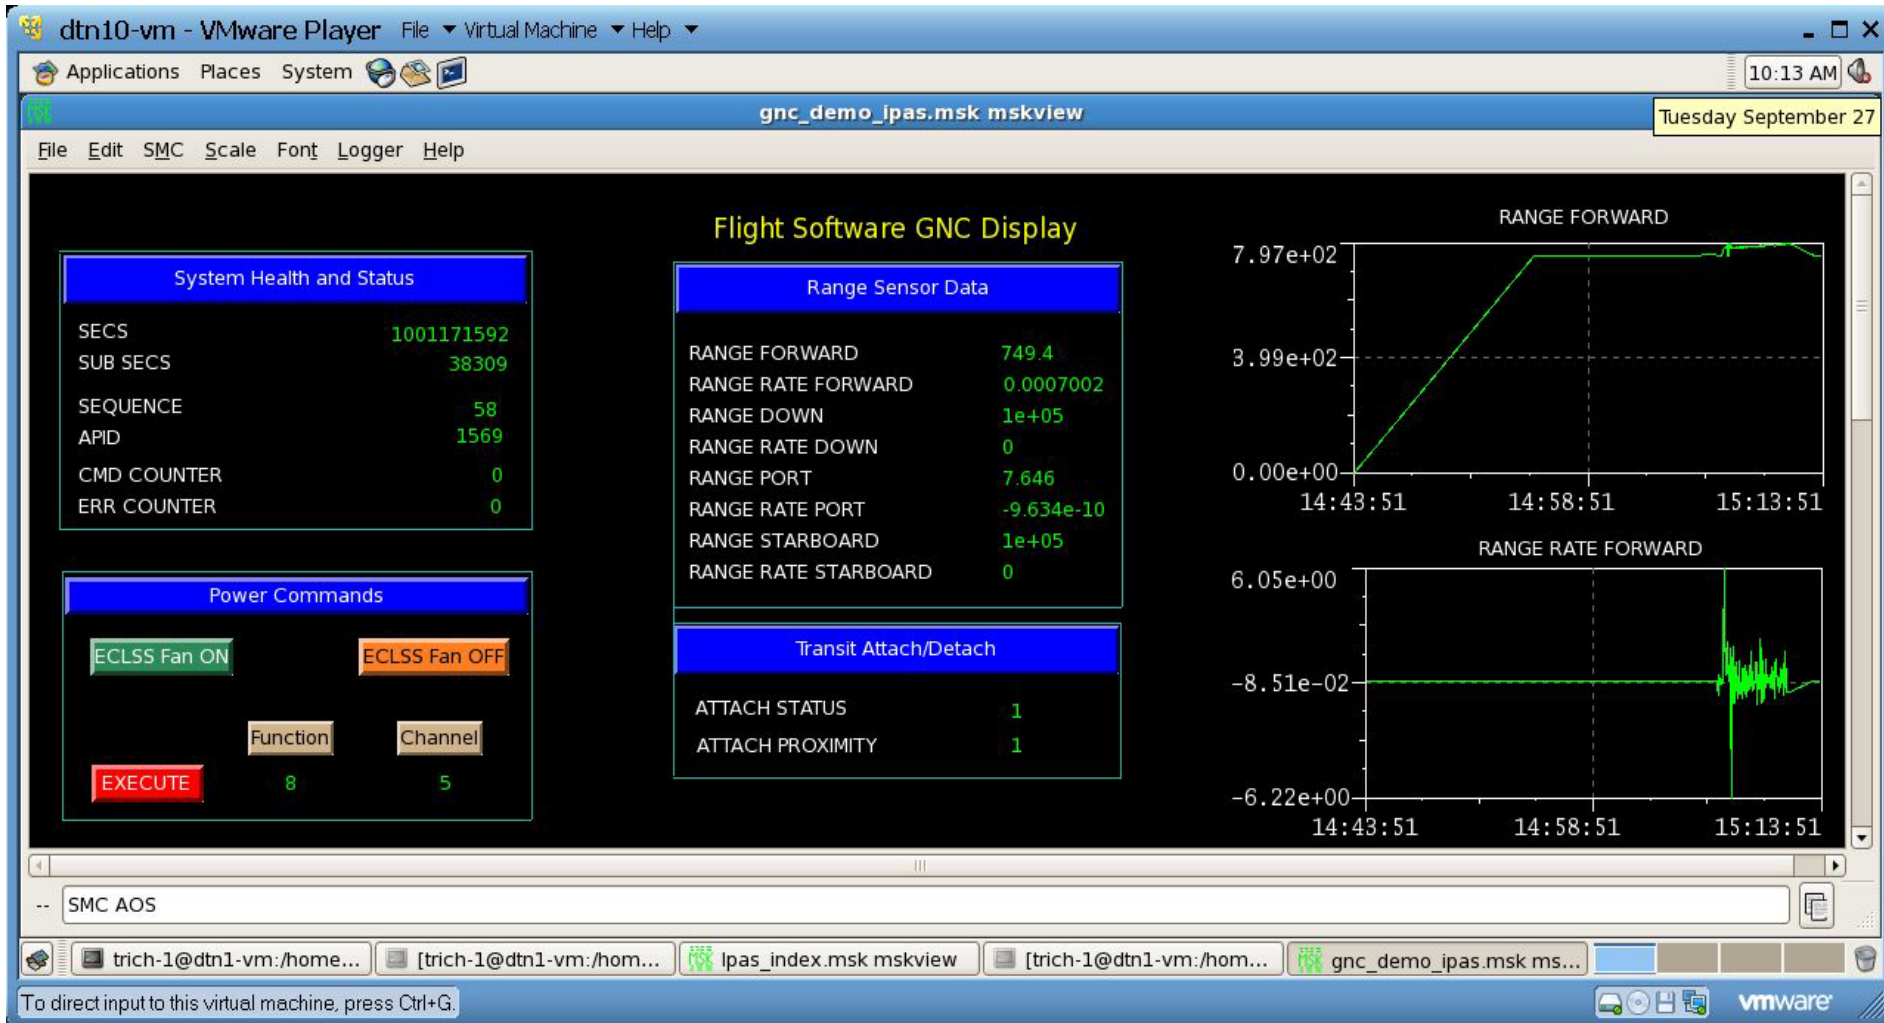 dtn10-vm - VMware Player File Virtual Machine Help
Applications Places System 10:13 AM
gnc_demo_ipas.msk mskview
Tuesday September 27
File Edit SMC Scale Font Logger Help
Flight Software GNC Display
System Health and Status
SECS 1001171592
SUB SECS 38309
SEQUENCE 58
APID 1569
CMD COUNTER 0
ERR COUNTER 0
Power Commands
ECLSS Fan ON ECLSS Fan OFF
Function Channel
EXECUTE 8 5
Range Sensor Data
RANGE FORWARD 749.4
RANGE RATE FORWARD 0.0007002
RANGE DOWN 1e+05
RANGE RATE DOWN 0
RANGE PORT 7.646
RANGE RATE PORT -9.634e-10
RANGE STARBOARD 1e+05
RANGE RATE STARBOARD 0
Transit Attach/Detach
ATTACH STATUS 1
ATTACH PROXIMITY 1
RANGE FORWARD
7.97e+02
3.99e+02
0.00e+00
14:43:51 14:58:51 15:13:51
RANGE RATE FORWARD
6.05e+00
-8.51e-02
-6.22e+00
14:43:51 14:58:51 15:13:51
-- SMC AOS
trich-1@dtn1-vm:/home... [trich-1@dtn1-vm:/hom... Ipas_index.msk mskview [trich-1@dtn1-vm:/hom... gnc_demo_ipas.msk ms...
To direct input to this virtual machine, press Ctrl+G. vmware